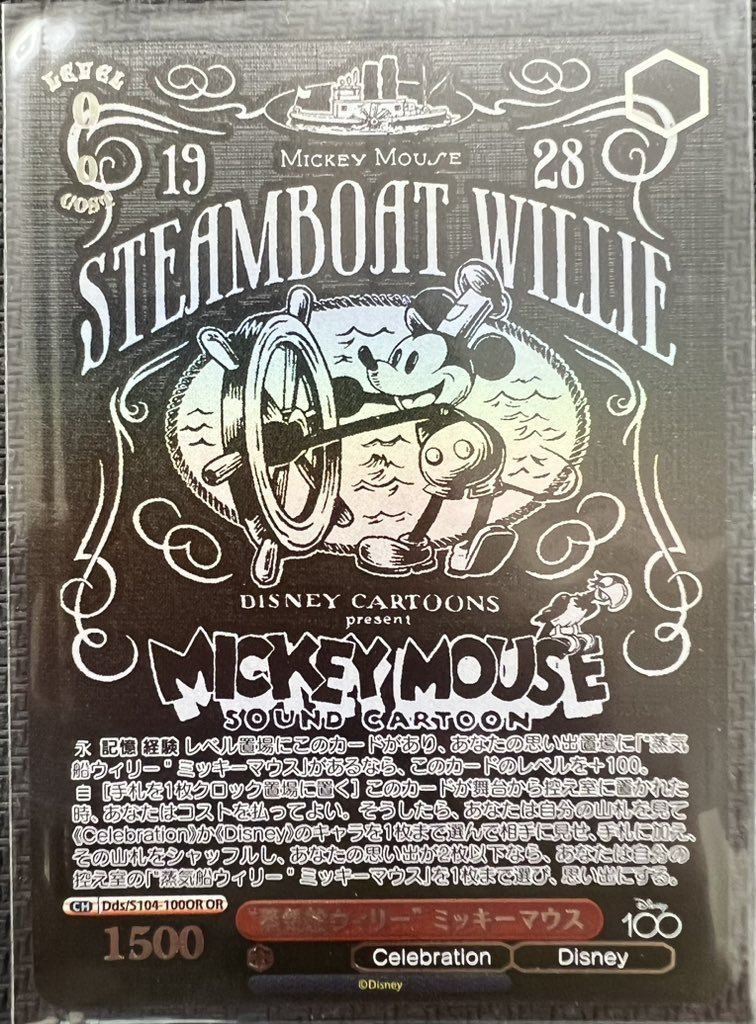 LEVEL
0
0
COST
MICKEY MOUSE
19 28
STEAMBOAT WILLIE
DISNEY CARTOONS
present
MICKEY MOUSE
SOUND CARTOON
永 記憶 経験 レベル置場にこのカードがあり、あなたの思い出置場に「“蒸気
船ウィリー” ミッキーマウス」があるなら、このカードのレベルを+100。
自 [手札を1枚クロック置場に置く] このカードが舞台から控え室に置かれた
時、あなたはコストを払ってよい。そうしたら、あなたは自分の山札を見て
《Celebration》か《Disney》のキャラを1枚まで選んで相手に見せ、手札に加え、
その山札をシャッフルし、あなたの思い出が2枚以下なら、あなたは自分の
控え室の「“蒸気船ウィリー” ミッキーマウス」を1枚まで選び、思い出にする。
CH Dds/S104-100OR OR
“蒸気船ウィリー” ミッキーマウス
Disney
100
1500
Celebration Disney
©Disney